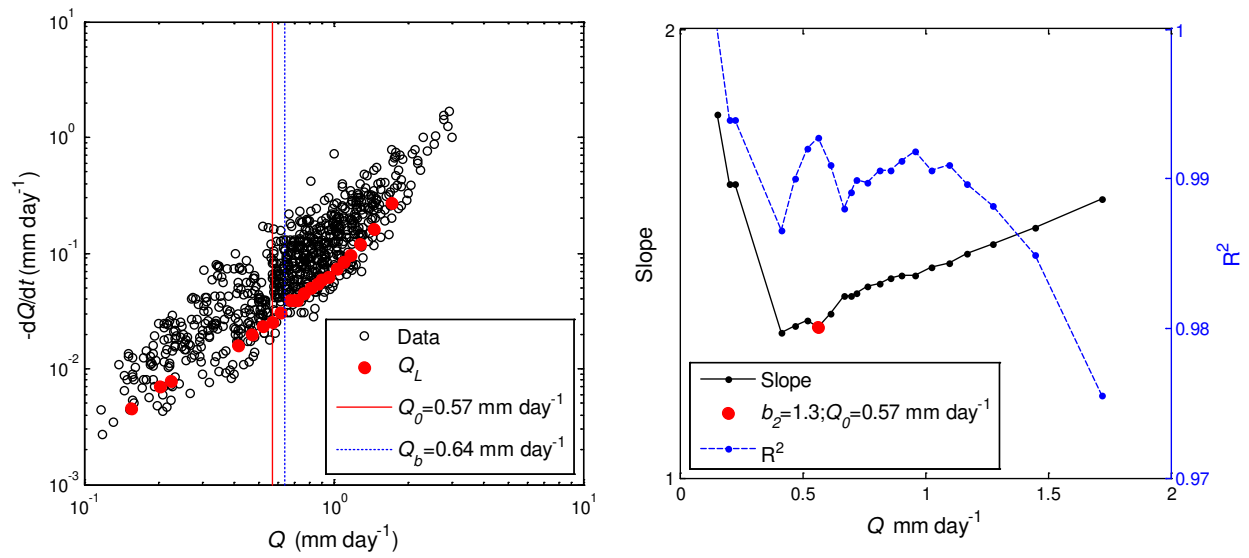 10^1
10^0
10^-1
10^-2
10^-3
-dQ/dt (mm day^-1)
Data
Q_L
Q_0=0.57 mm day^-1
Q_b=0.64 mm day^-1
10^-1
10^0
10^1
Q (mm day^-1)
2
1
Slope
Slope
b_2=1.3;Q_0=0.57 mm day^-1
R^2
0
0.5
1
1.5
2
Q mm day^-1
1
0.99
0.98
0.97
R^2